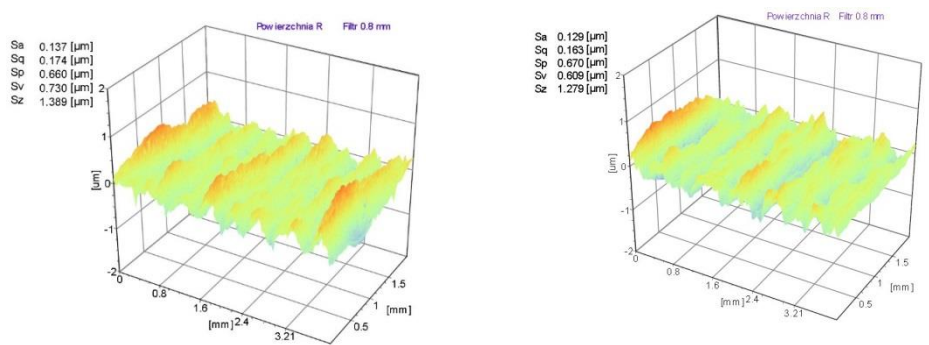 Powierzchnia R Filtr 0.8 mm
Sa 0.137 [µm]
Sq 0.174 [µm]
Sp 0.660 [µm]
Sv 0.730 [µm]
Sz 1.389 [µm]
2
1
0
-1
-2
[µm]
0
0.8
1.6
2.4
3.21
[mm]
0.5
1
1.5
[mm]
Powierzchnia R Filtr 0.8 mm
Sa 0.129 [µm]
Sq 0.163 [µm]
Sp 0.670 [µm]
Sv 0.609 [µm]
Sz 1.279 [µm]
2
1
0
-1
-2
[µm]
0
0.8
1.6
2.4
3.21
[mm]
0.5
1
1.5
[mm]